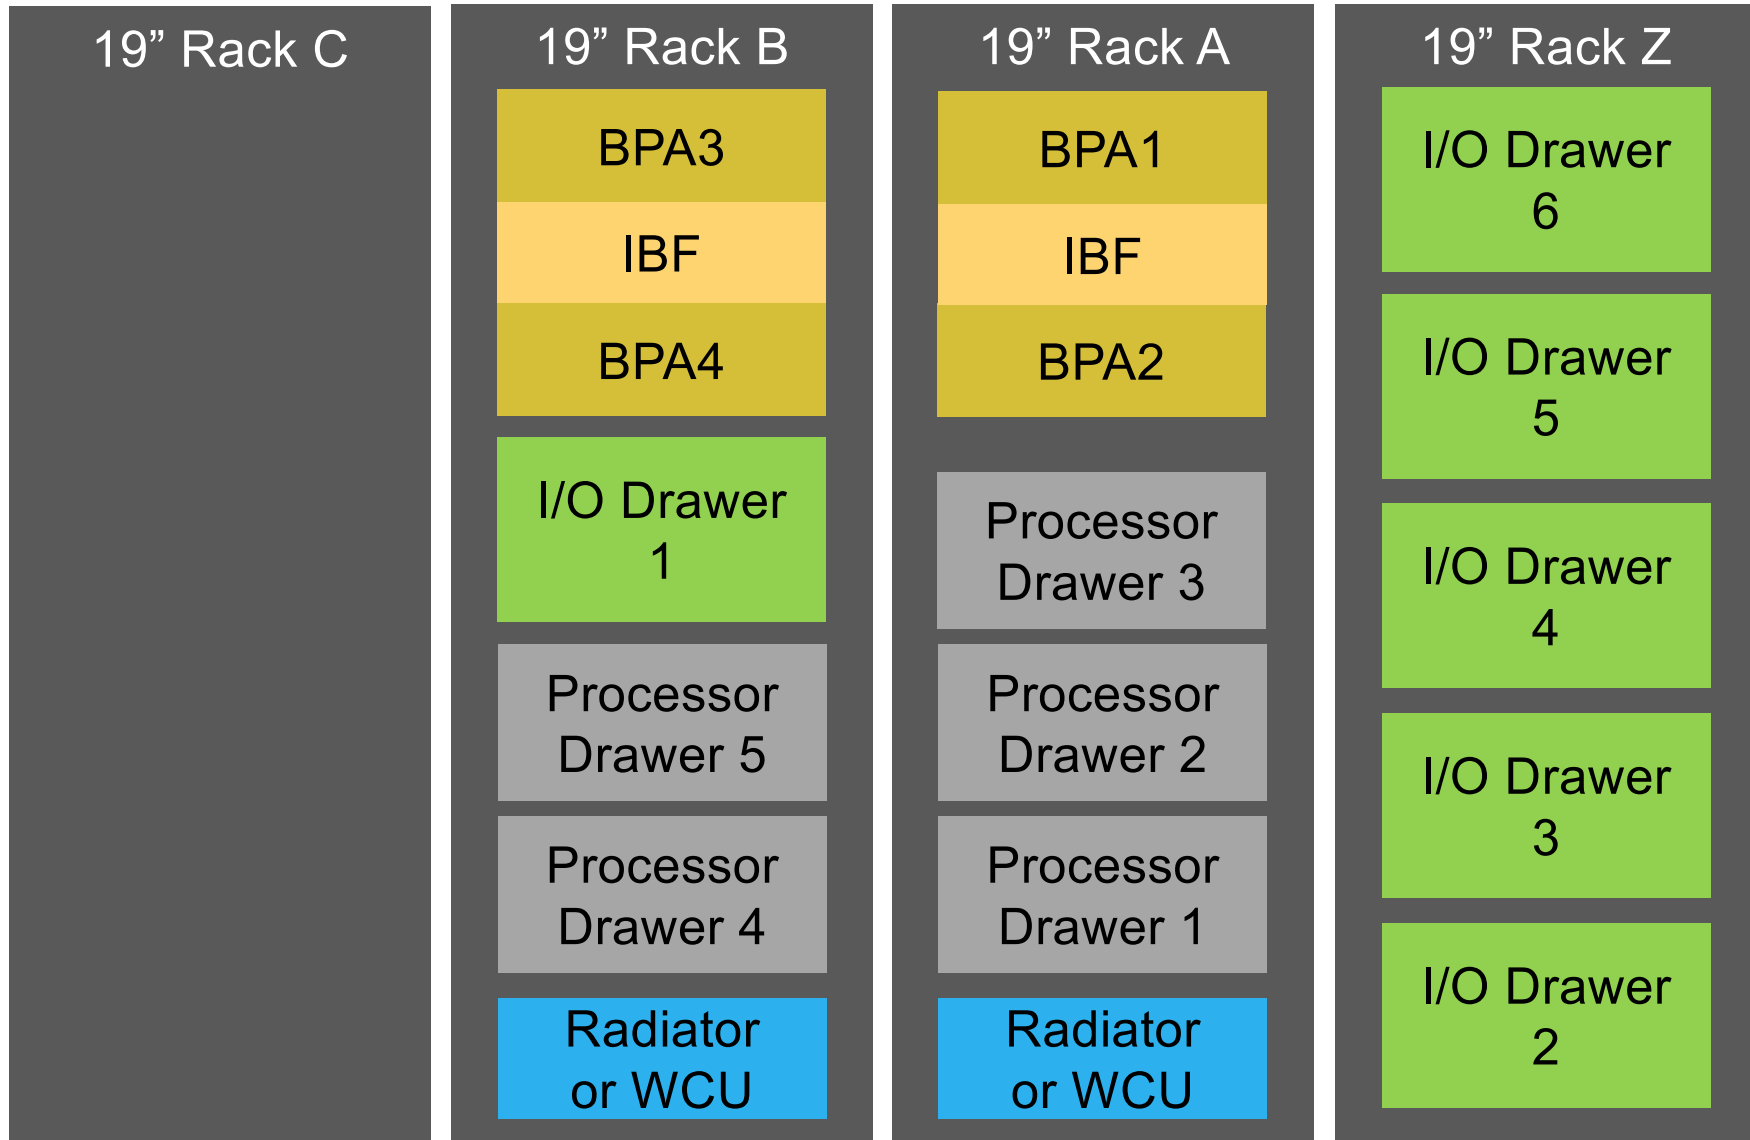 19” Rack C
19” Rack B
BPA3
IBF
BPA4
I/O Drawer
1
Processor
Drawer 5
Processor
Drawer 4
Radiator
or WCU
19” Rack A
BPA1
IBF
BPA2
Processor
Drawer 3
Processor
Drawer 2
Processor
Drawer 1
Radiator
or WCU
19” Rack Z
I/O Drawer
6
I/O Drawer
5
I/O Drawer
4
I/O Drawer
3
I/O Drawer
2